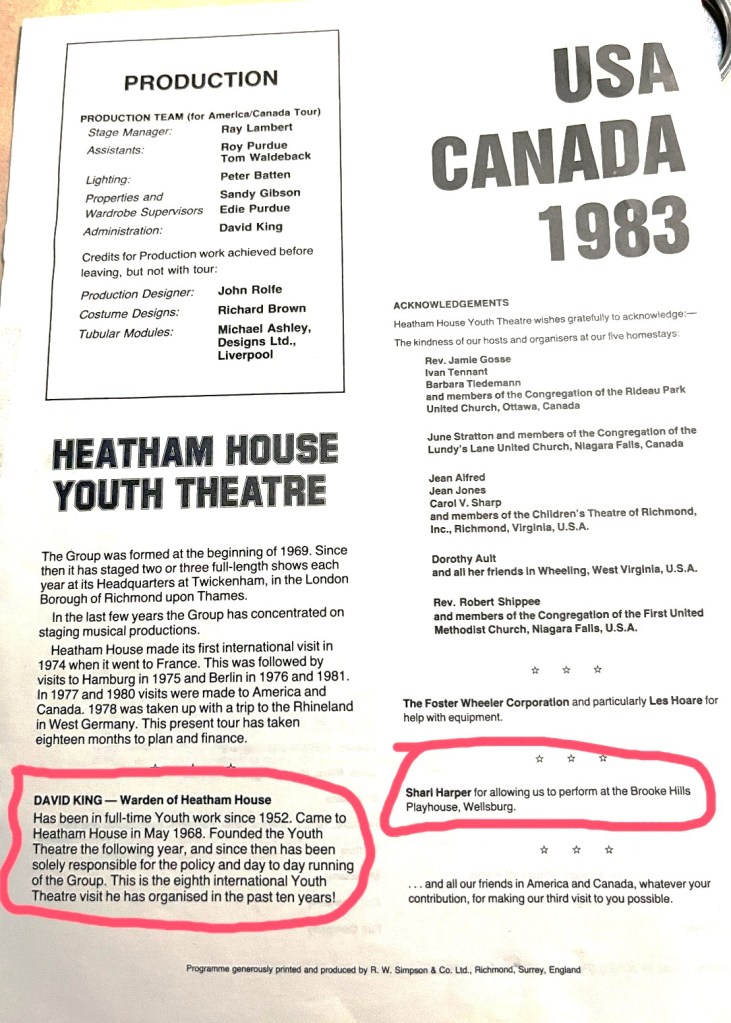 PRODUCTION
PRODUCTION TEAM (for America/Canada Tour)
Stage Manager: Ray Lambert
Assistants: Roy Purdue
Tom Waldeback
Lighting: Peter Batten
Properties and Sandy Gibson
Wardrobe Supervisors Edie Purdue
Administration: David King
Credits for Production work achieved before
leaving, but not with tour:
Production Designer: John Rolfe
Costume Designs: Richard Brown
Tubular Modules: Michael Ashley,
Designs Ltd.,
Liverpool
HEATHAM HOUSE
YOUTH THEATRE
The Group was formed at the beginning of 1969. Since
then it has staged two or three full-length shows each
year at its Headquarters at Twickenham, in the London
Borough of Richmond upon Thames.
In the last few years the Group has concentrated on
staging musical productions.
Heatham House made its first international visit in
1974 when it went to France. This was followed by
visits to Hamburg in 1975 and Berlin in 1976 and 1981.
In 1977 and 1980 visits were made to America and
Canada. 1978 was taken up with a trip to the Rhineland
in West Germany. This present tour has taken
eighteen months to plan and finance.
DAVID KING — Warden of Heatham House
Has been in full-time Youth work since 1952. Came to
Heatham House in May 1968. Founded the Youth
Theatre the following year, and since then has been
solely responsible for the policy and day to day running
of the Group. This is the eighth international Youth
Theatre visit he has organised in the past ten years!
USA
CANADA
1983
ACKNOWLEDGEMENTS
Heatham House Youth Theatre wishes gratefully to acknowledge:—
The kindness of our hosts and organisers at our five homestays:
Rev. Jamie Gosse
Ivan Tennant
Barbara Tiedemann
and members of the Congregation of the Rideau Park
United Church, Ottawa, Canada
June Stratton and members of the Congregation of the
Lundy's Lane United Church, Niagara Falls, Canada
Jean Alfred
Jean Jones
Carol V. Sharp
and members of the Children's Theatre of Richmond,
Inc., Richmond, Virginia, U.S.A.
Dorothy Ault
and all her friends in Wheeling, West Virginia, U.S.A.
Rev. Robert Shippee
and members of the Congregation of the First United
Methodist Church, Niagara Falls, U.S.A.
The Foster Wheeler Corporation and particularly Les Hoare for
help with equipment.
Shari Harper for allowing us to perform at the Brooke Hills
Playhouse, Wellsburg.
. . . and all our friends in America and Canada, whatever your
contribution, for making our third visit to you possible.
Programme generously printed and produced by R. W. Simpson & Co. Ltd., Richmond, Surrey, England